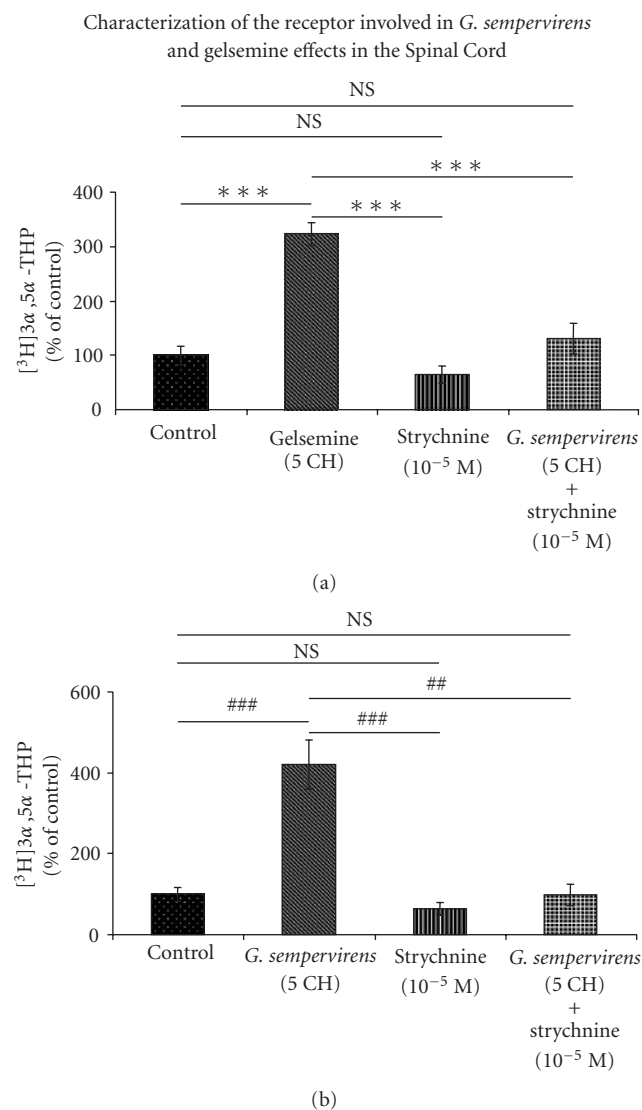 Characterization of the receptor involved in G. sempervirens
and gelsemine effects in the Spinal Cord
NS
NS
∗ ∗ ∗
∗ ∗ ∗
∗ ∗ ∗
400
300
200
100
0
[³H]3α,5α-THP
(% of control)
Control
Gelsemine
(5 CH)
Strychnine
(10⁻⁵ M)
G. sempervirens
(5 CH)
+
strychnine
(10⁻⁵ M)
(a)
NS
NS
##
###
###
600
400
200
0
[³H]3α,5α-THP
(% of control)
Control
G. sempervirens
(5 CH)
Strychnine
(10⁻⁵ M)
G. sempervirens
(5 CH)
+
strychnine
(10⁻⁵ M)
(b)